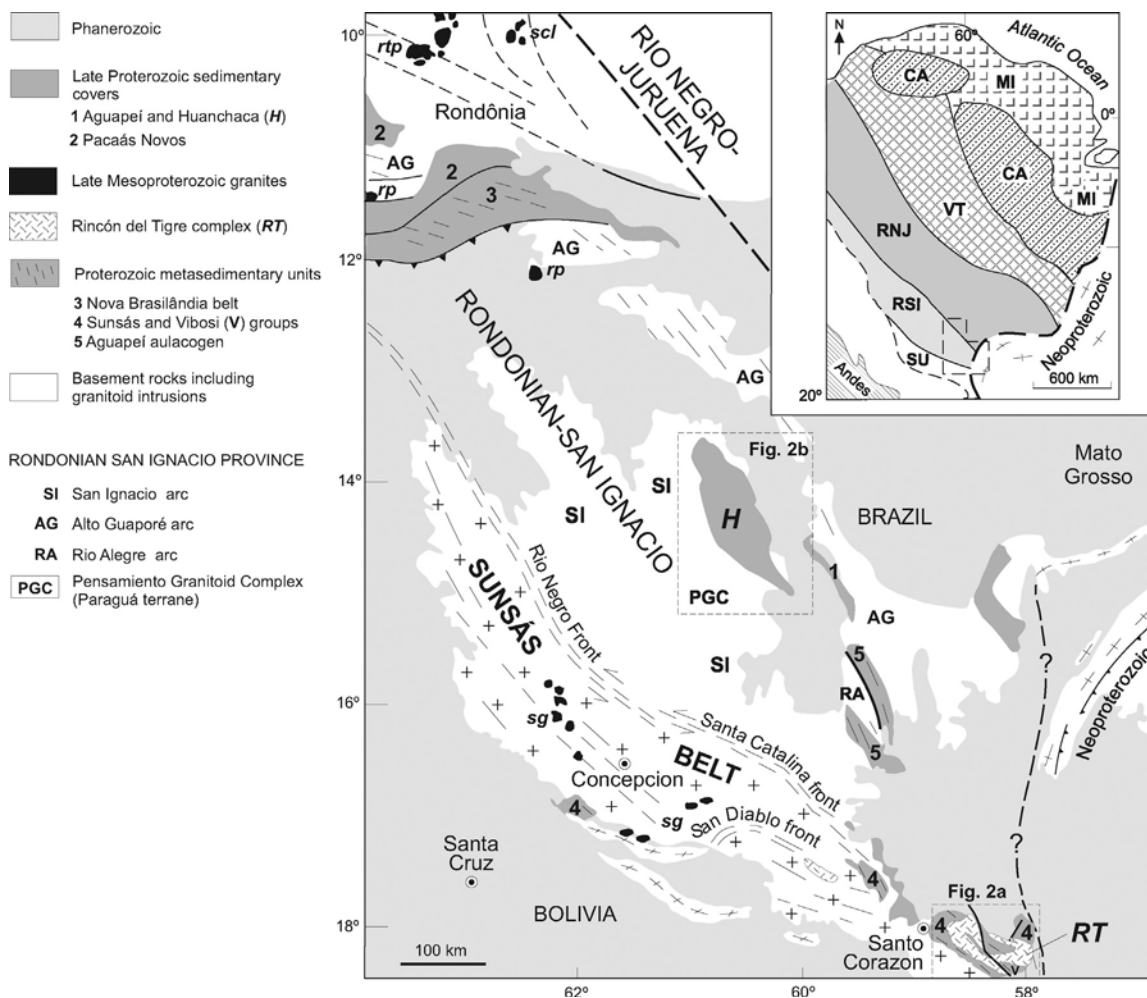 Phanerozoic
Late Proterozoic sedimentary
covers
1 Aguapeí and Huanchaca (H)
2 Pacaás Novos
Late Mesoproterozoic granites
Rincón del Tigre complex (RT)
Proterozoic metasedimentary units
3 Nova Brasilândia belt
4 Sunsás and Vibosi (V) groups
5 Aguapeí aulacogen
Basement rocks including
granitoid intrusions
RONDONIAN SAN IGNACIO PROVINCE
SI San Ignacio arc
AG Alto Guaporé arc
RA Rio Alegre arc
PGC Pensamiento Granitoid Complex
(Paraguá terrane)
10°
12°
14°
16°
18°
62°
60°
58°
rtp
scl
RIO NEGRO-
JURUENA
Rondônia
2
AG
rp
2
3
AG
rp
RONDONIAN-SAN IGNACIO
AG
Fig. 2b
Mato
Grosso
SI
SI
H
BRAZIL
1
PGC
AG
SUNSÁS
Rio Negro Front
SI
5
RA
5
?
Neoproterozoic
sg
Santa Catalina front
BELT
Concepcion
sg
San Diablo front
4
Santa
Cruz
4
?
BOLIVIA
Fig. 2a
Santo
Corazon
4
4
RT
V
100 km
N
60°
Atlantic Ocean
CA
MI
0°
CA
MI
VT
RNJ
RSI
SU
Neoproterozoic
Andes
20°
600 km